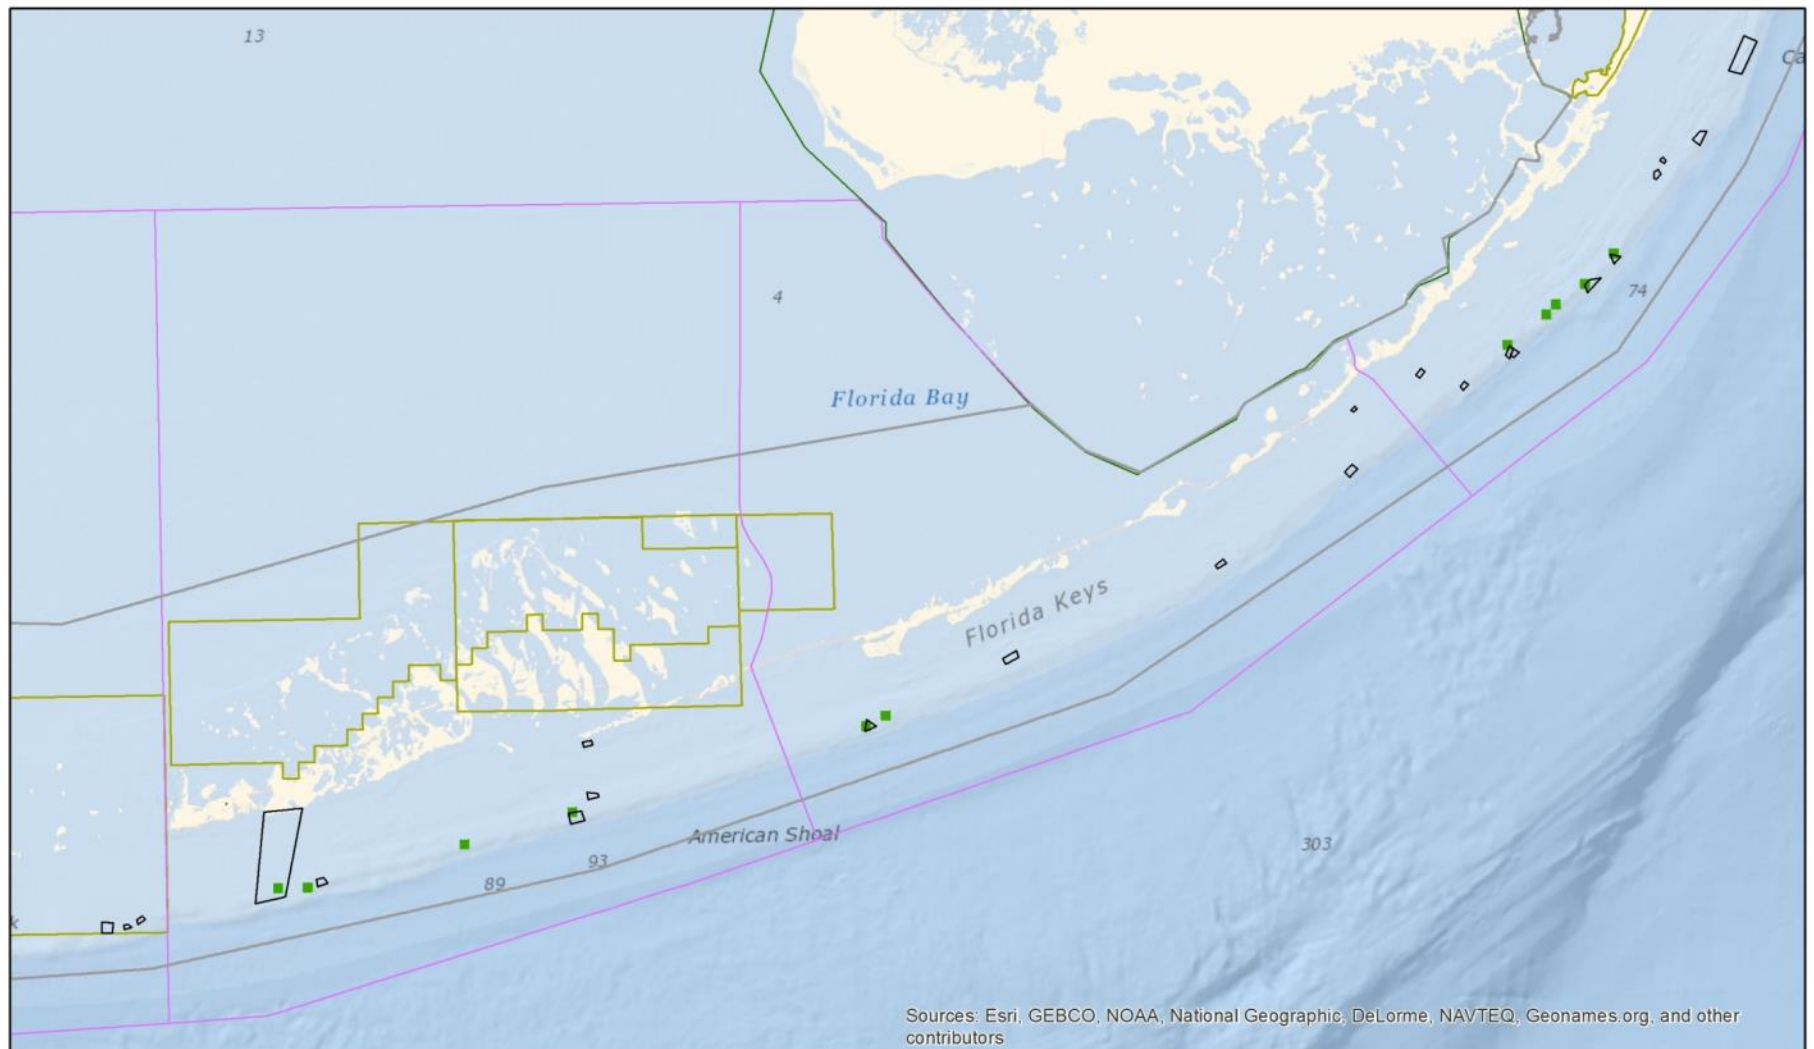 13
Ca
4
74
Florida Bay
Florida Keys
American Shoal
303
93
89
k
Sources: Esri, GEBCO, NOAA, National Geographic, DeLorme, NAVTEQ, Geonames.org, and other
contributors